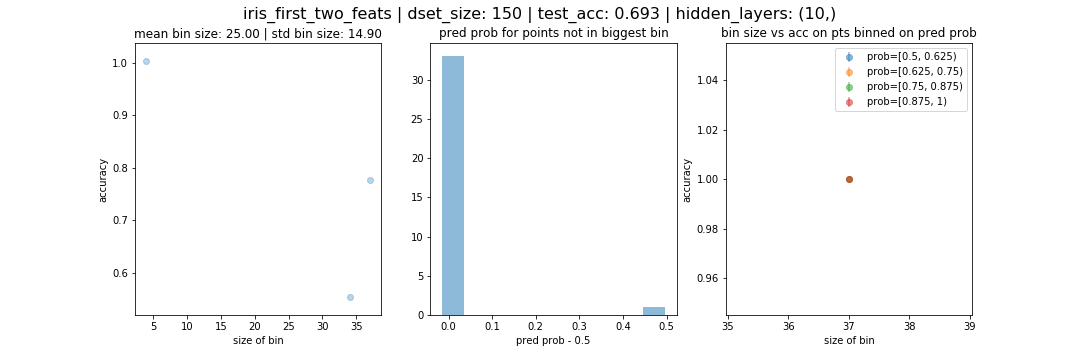 iris_first_two_feats | dset_size: 150 | test_acc: 0.693 | hidden_layers: (10,)
mean bin size: 25.00 | std bin size: 14.90
1.0
0.9
0.8
0.7
0.6
accuracy
5
10
15
20
25
30
35
size of bin
pred prob for points not in biggest bin
30
25
20
15
10
5
0
0.0
0.1
0.2
0.3
0.4
0.5
pred prob - 0.5
bin size vs acc on pts binned on pred prob
prob=[0.5, 0.625)
prob=[0.625, 0.75)
prob=[0.75, 0.875)
prob=[0.875, 1)
1.04
1.02
1.00
0.98
0.96
accuracy
35
36
37
38
39
size of bin